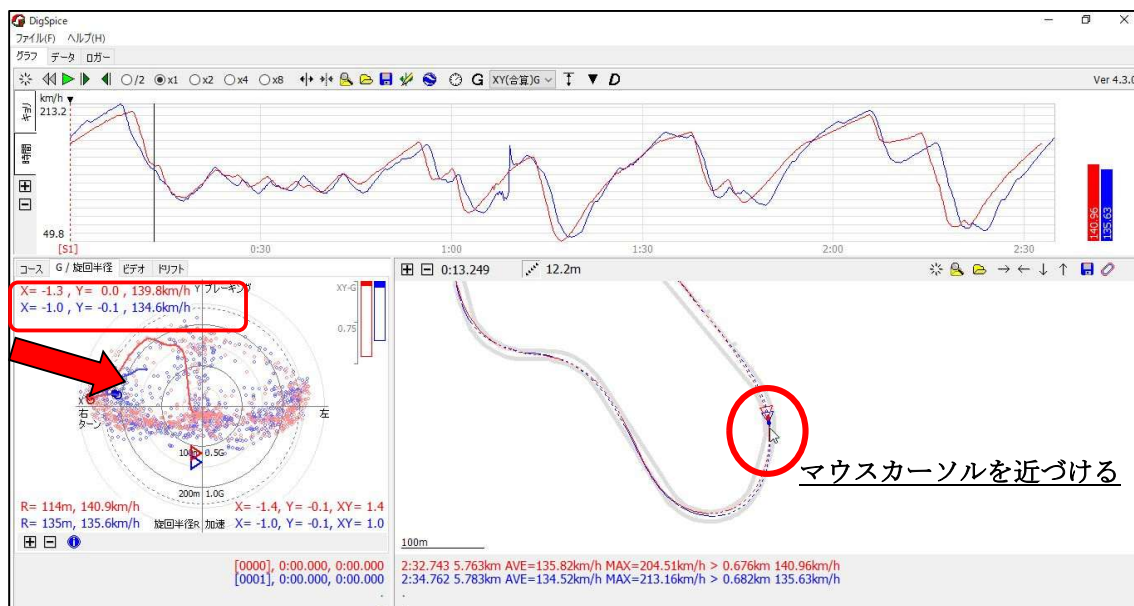 DigSpice
ファイル(F) ヘルプ(H)
グラフ データ ロガー
/2 x1 x2 x4 x8 G XY(合算)G D Ver 4.3.0
キョリ
時間
km/h
213.2
49.8
[S1] 0:30 1:00 1:30 2:00 2:30
140.96
135.63
コース G / 旋回半径 ビデオ ドリフト
0:13.249 12.2m
X= -1.3 , Y= 0.0 , 139.8km/h
X= -1.0 , Y= -0.1 , 134.6km/h
Y ブレーキング
XY-G
0.75
X
右
ターン
左
100m 0.5G
200m 1.0G
R= 114m, 140.9km/h X= -1.4, Y= -0.1, XY= 1.4
R= 135m, 135.6km/h 旋回半径R 加速 X= -1.0, Y= -0.1, XY= 1.0
マウスカーソルを近づける
100m
[0000], 0:00.000, 0:00.000
[0001], 0:00.000, 0:00.000
2:32.743 5.763km AVE=135.82km/h MAX=204.51km/h > 0.676km 140.96km/h
2:34.762 5.783km AVE=134.52km/h MAX=213.16km/h > 0.682km 135.63km/h